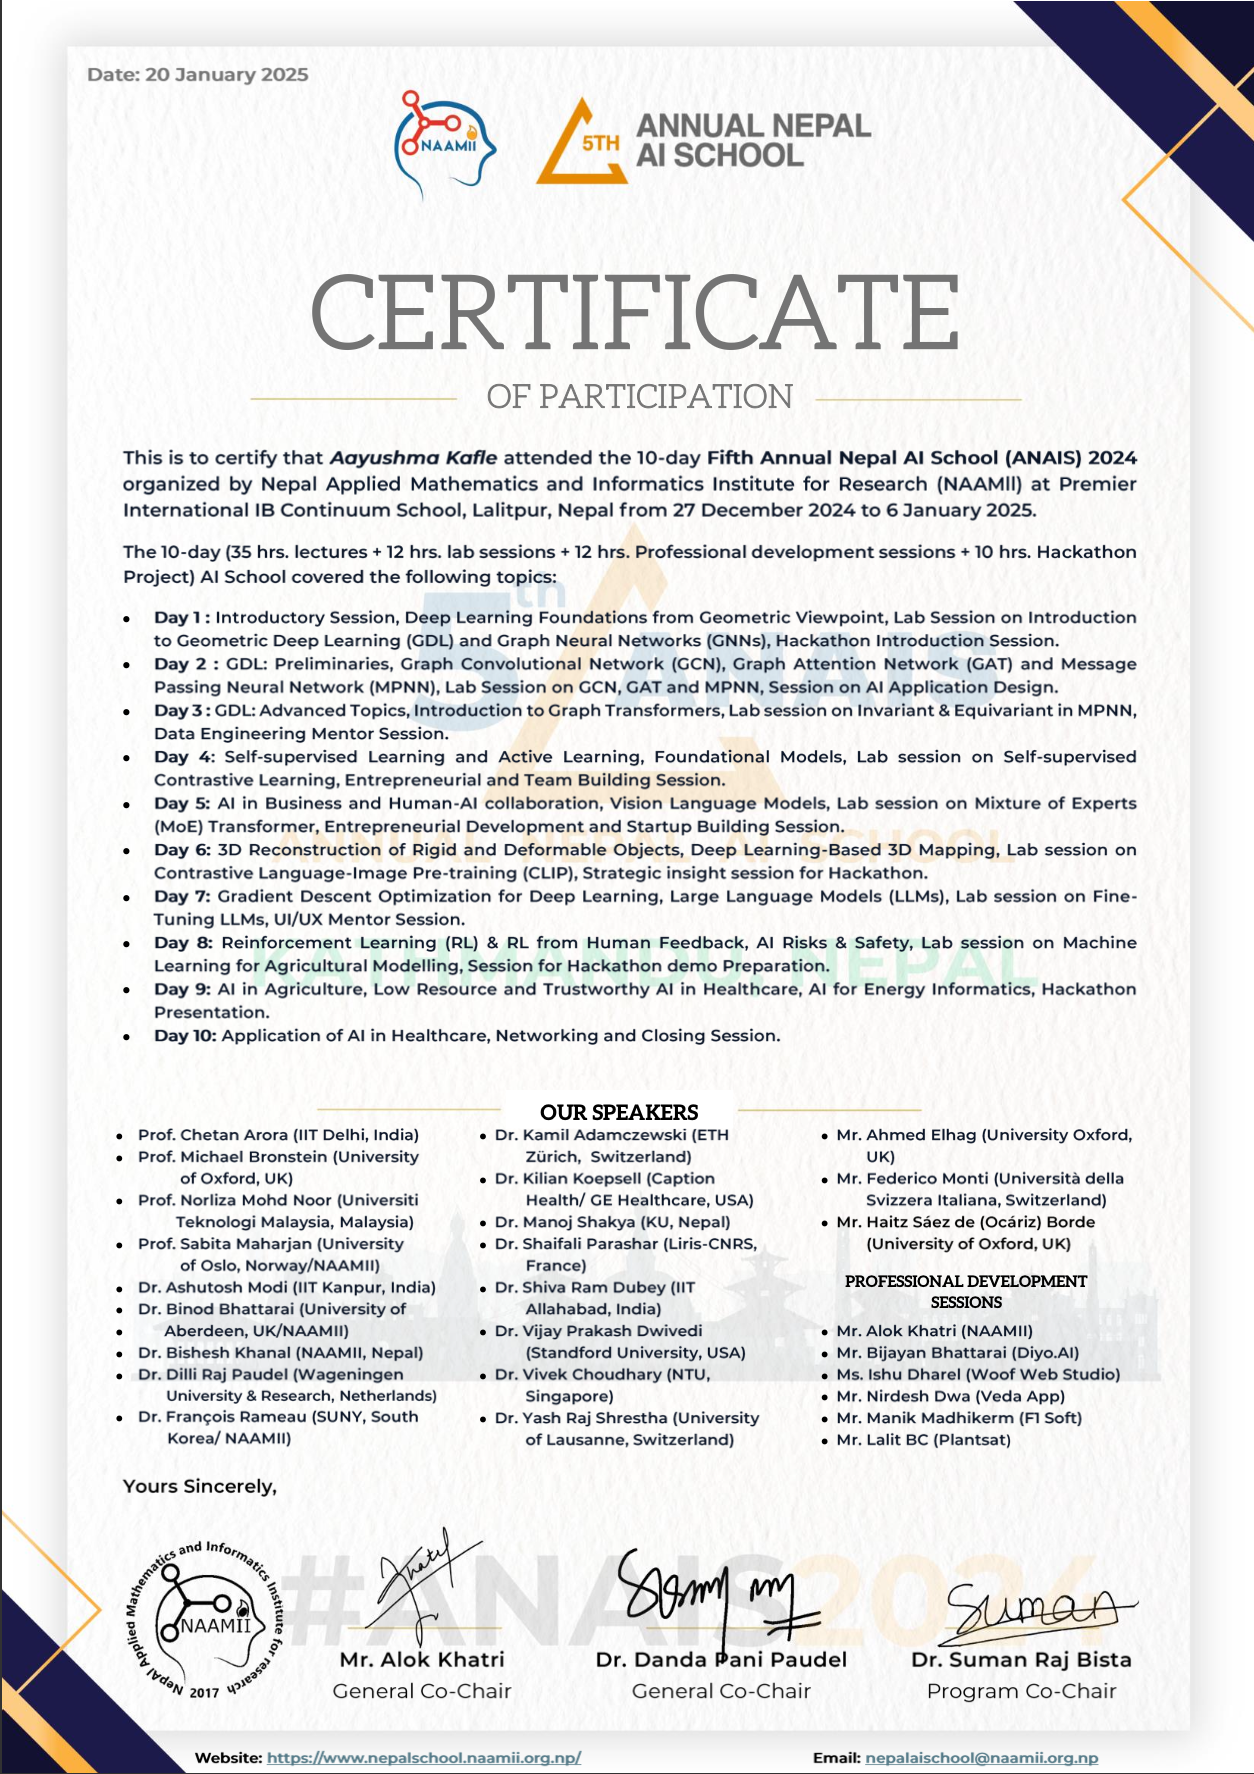 Date: 20 January 2025
NAAMII
5TH
ANNUAL NEPAL
AI SCHOOL
CERTIFICATE
OF PARTICIPATION
This is to certify that Aayushma Kafle attended the 10-day Fifth Annual Nepal AI School (ANAIS) 2024
organized by Nepal Applied Mathematics and Informatics Institute for Research (NAAMII) at Premier
International IB Continuum School, Lalitpur, Nepal from 27 December 2024 to 6 January 2025.
The 10-day (35 hrs. lectures + 12 hrs. lab sessions + 12 hrs. Professional development sessions + 10 hrs. Hackathon
Project) AI School covered the following topics:
5th ANAIS
ANNUAL NEPAL AI SCHOOL
KATHMANDU, NEPAL
• Day 1 : Introductory Session, Deep Learning Foundations from Geometric Viewpoint, Lab Session on Introduction
to Geometric Deep Learning (GDL) and Graph Neural Networks (GNNs), Hackathon Introduction Session.
• Day 2 : GDL: Preliminaries, Graph Convolutional Network (GCN), Graph Attention Network (GAT) and Message
Passing Neural Network (MPNN), Lab Session on GCN, GAT and MPNN, Session on AI Application Design.
• Day 3 : GDL: Advanced Topics, Introduction to Graph Transformers, Lab session on Invariant & Equivariant in MPNN,
Data Engineering Mentor Session.
• Day 4: Self-supervised Learning and Active Learning, Foundational Models, Lab session on Self-supervised
Contrastive Learning, Entrepreneurial and Team Building Session.
• Day 5: AI in Business and Human-AI collaboration, Vision Language Models, Lab session on Mixture of Experts
(MoE) Transformer, Entrepreneurial Development and Startup Building Session.
• Day 6: 3D Reconstruction of Rigid and Deformable Objects, Deep Learning-Based 3D Mapping, Lab session on
Contrastive Language-Image Pre-training (CLIP), Strategic insight session for Hackathon.
• Day 7: Gradient Descent Optimization for Deep Learning, Large Language Models (LLMs), Lab session on Fine-
Tuning LLMs, UI/UX Mentor Session.
• Day 8: Reinforcement Learning (RL) & RL from Human Feedback, AI Risks & Safety, Lab session on Machine
Learning for Agricultural Modelling, Session for Hackathon demo Preparation.
• Day 9: AI in Agriculture, Low Resource and Trustworthy AI in Healthcare, AI for Energy Informatics, Hackathon
Presentation.
• Day 10: Application of AI in Healthcare, Networking and Closing Session.
OUR SPEAKERS
• Prof. Chetan Arora (IIT Delhi, India)
• Prof. Michael Bronstein (University
of Oxford, UK)
• Prof. Norliza Mohd Noor (Universiti
Teknologi Malaysia, Malaysia)
• Prof. Sabita Maharjan (University
of Oslo, Norway/NAAMII)
• Dr. Ashutosh Modi (IIT Kanpur, India)
• Dr. Binod Bhattarai (University of
• Aberdeen, UK/NAAMII)
• Dr. Bishesh Khanal (NAAMII, Nepal)
• Dr. Dilli Raj Paudel (Wageningen
University & Research, Netherlands)
• Dr. François Rameau (SUNY, South
Korea/ NAAMII)
• Dr. Kamil Adamczewski (ETH
Zürich, Switzerland)
• Dr. Kilian Koepsell (Caption
Health/ GE Healthcare, USA)
• Dr. Manoj Shakya (KU, Nepal)
• Dr. Shaifali Parashar (Liris-CNRS,
France)
• Dr. Shiva Ram Dubey (IIT
Allahabad, India)
• Dr. Vijay Prakash Dwivedi
(Standford University, USA)
• Dr. Vivek Choudhary (NTU,
Singapore)
• Dr. Yash Raj Shrestha (University
of Lausanne, Switzerland)
• Mr. Ahmed Elhag (University Oxford,
UK)
• Mr. Federico Monti (Università della
Svizzera Italiana, Switzerland)
• Mr. Haitz Sáez de (Ocáriz) Borde
(University of Oxford, UK)
PROFESSIONAL DEVELOPMENT
SESSIONS
• Mr. Alok Khatri (NAAMII)
• Mr. Bijayan Bhattarai (Diyo.AI)
• Ms. Ishu Dharel (Woof Web Studio)
• Mr. Nirdesh Dwa (Veda App)
• Mr. Manik Madhikerm (F1 Soft)
• Mr. Lalit BC (Plantsat)
Yours Sincerely,
#ANAIS2024
Nepal Applied Mathematics and Informatics Institute for research
NAAMII
2017
Suman
Mr. Alok Khatri
General Co-Chair
Dr. Danda Pani Paudel
General Co-Chair
Dr. Suman Raj Bista
Program Co-Chair
Website: https://www.nepalschool.naamii.org.np/
Email: nepalaischool@naamii.org.np